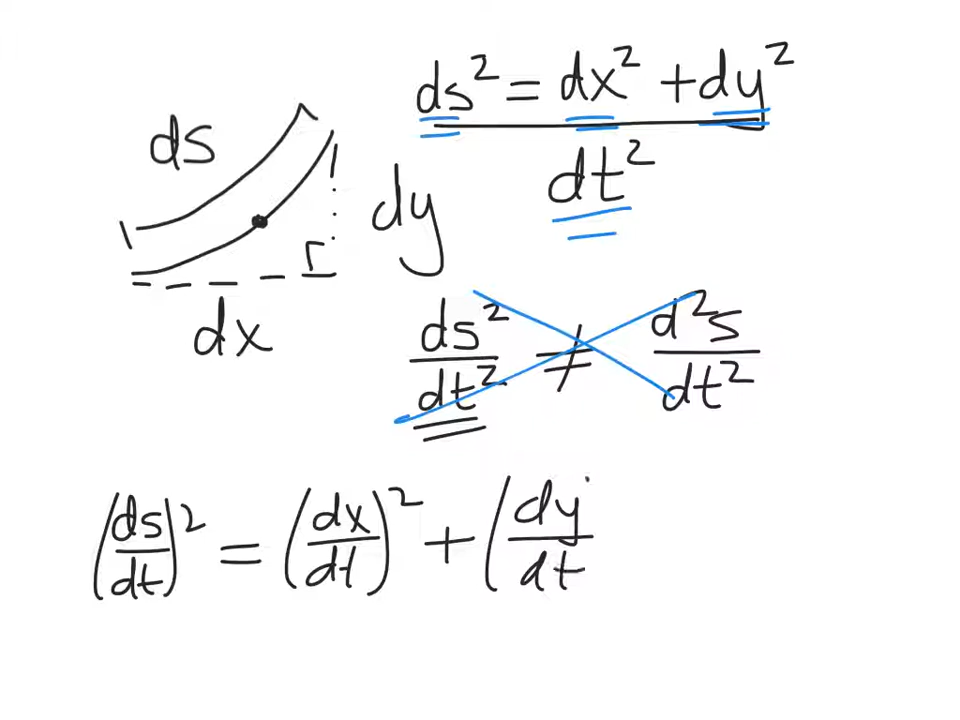 ds² = dx² + dy²
dt²
ds
dy
dx
ds²/dt² ≠ d²s/dt²
(ds/dt)² = (dx/dt)² + (dy/dt